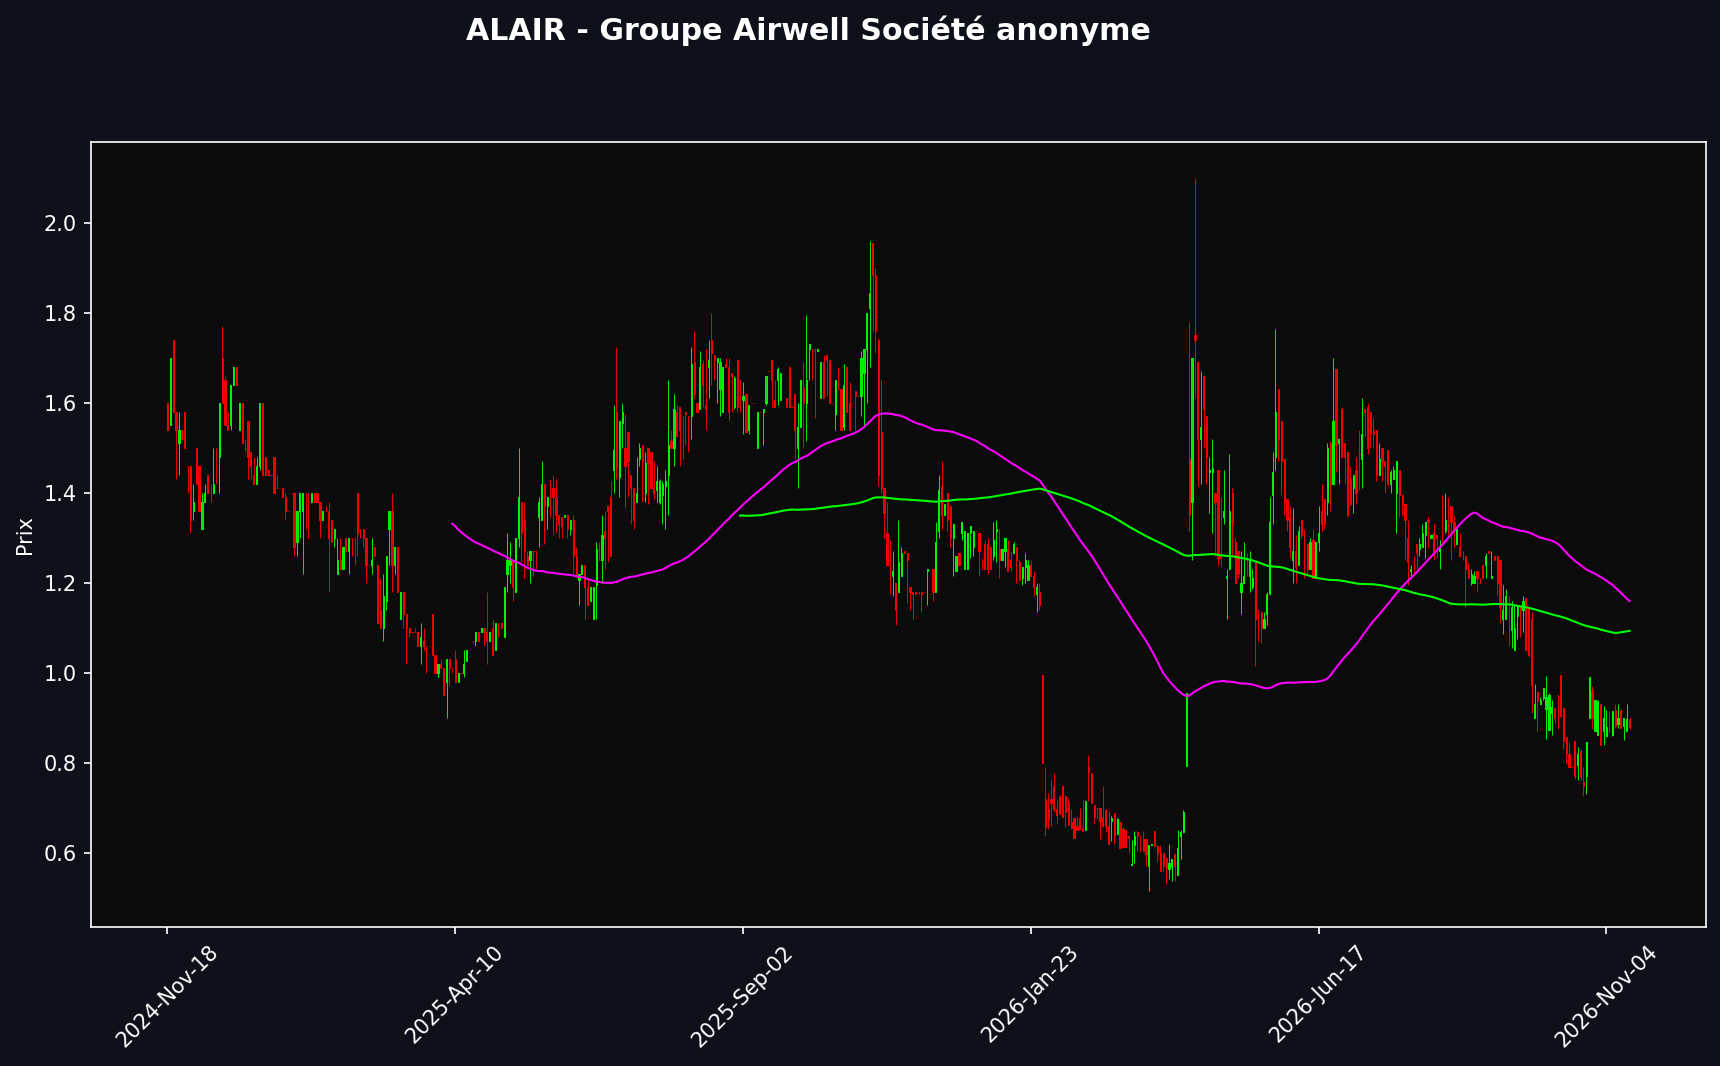 ALAIR - Groupe Airwell Société anonyme
Prix
2.0
1.8
1.6
1.4
1.2
1.0
0.8
0.6
2024-Nov-18
2025-Apr-10
2025-Sep-02
2026-Jan-23
2026-Jun-17
2026-Nov-04